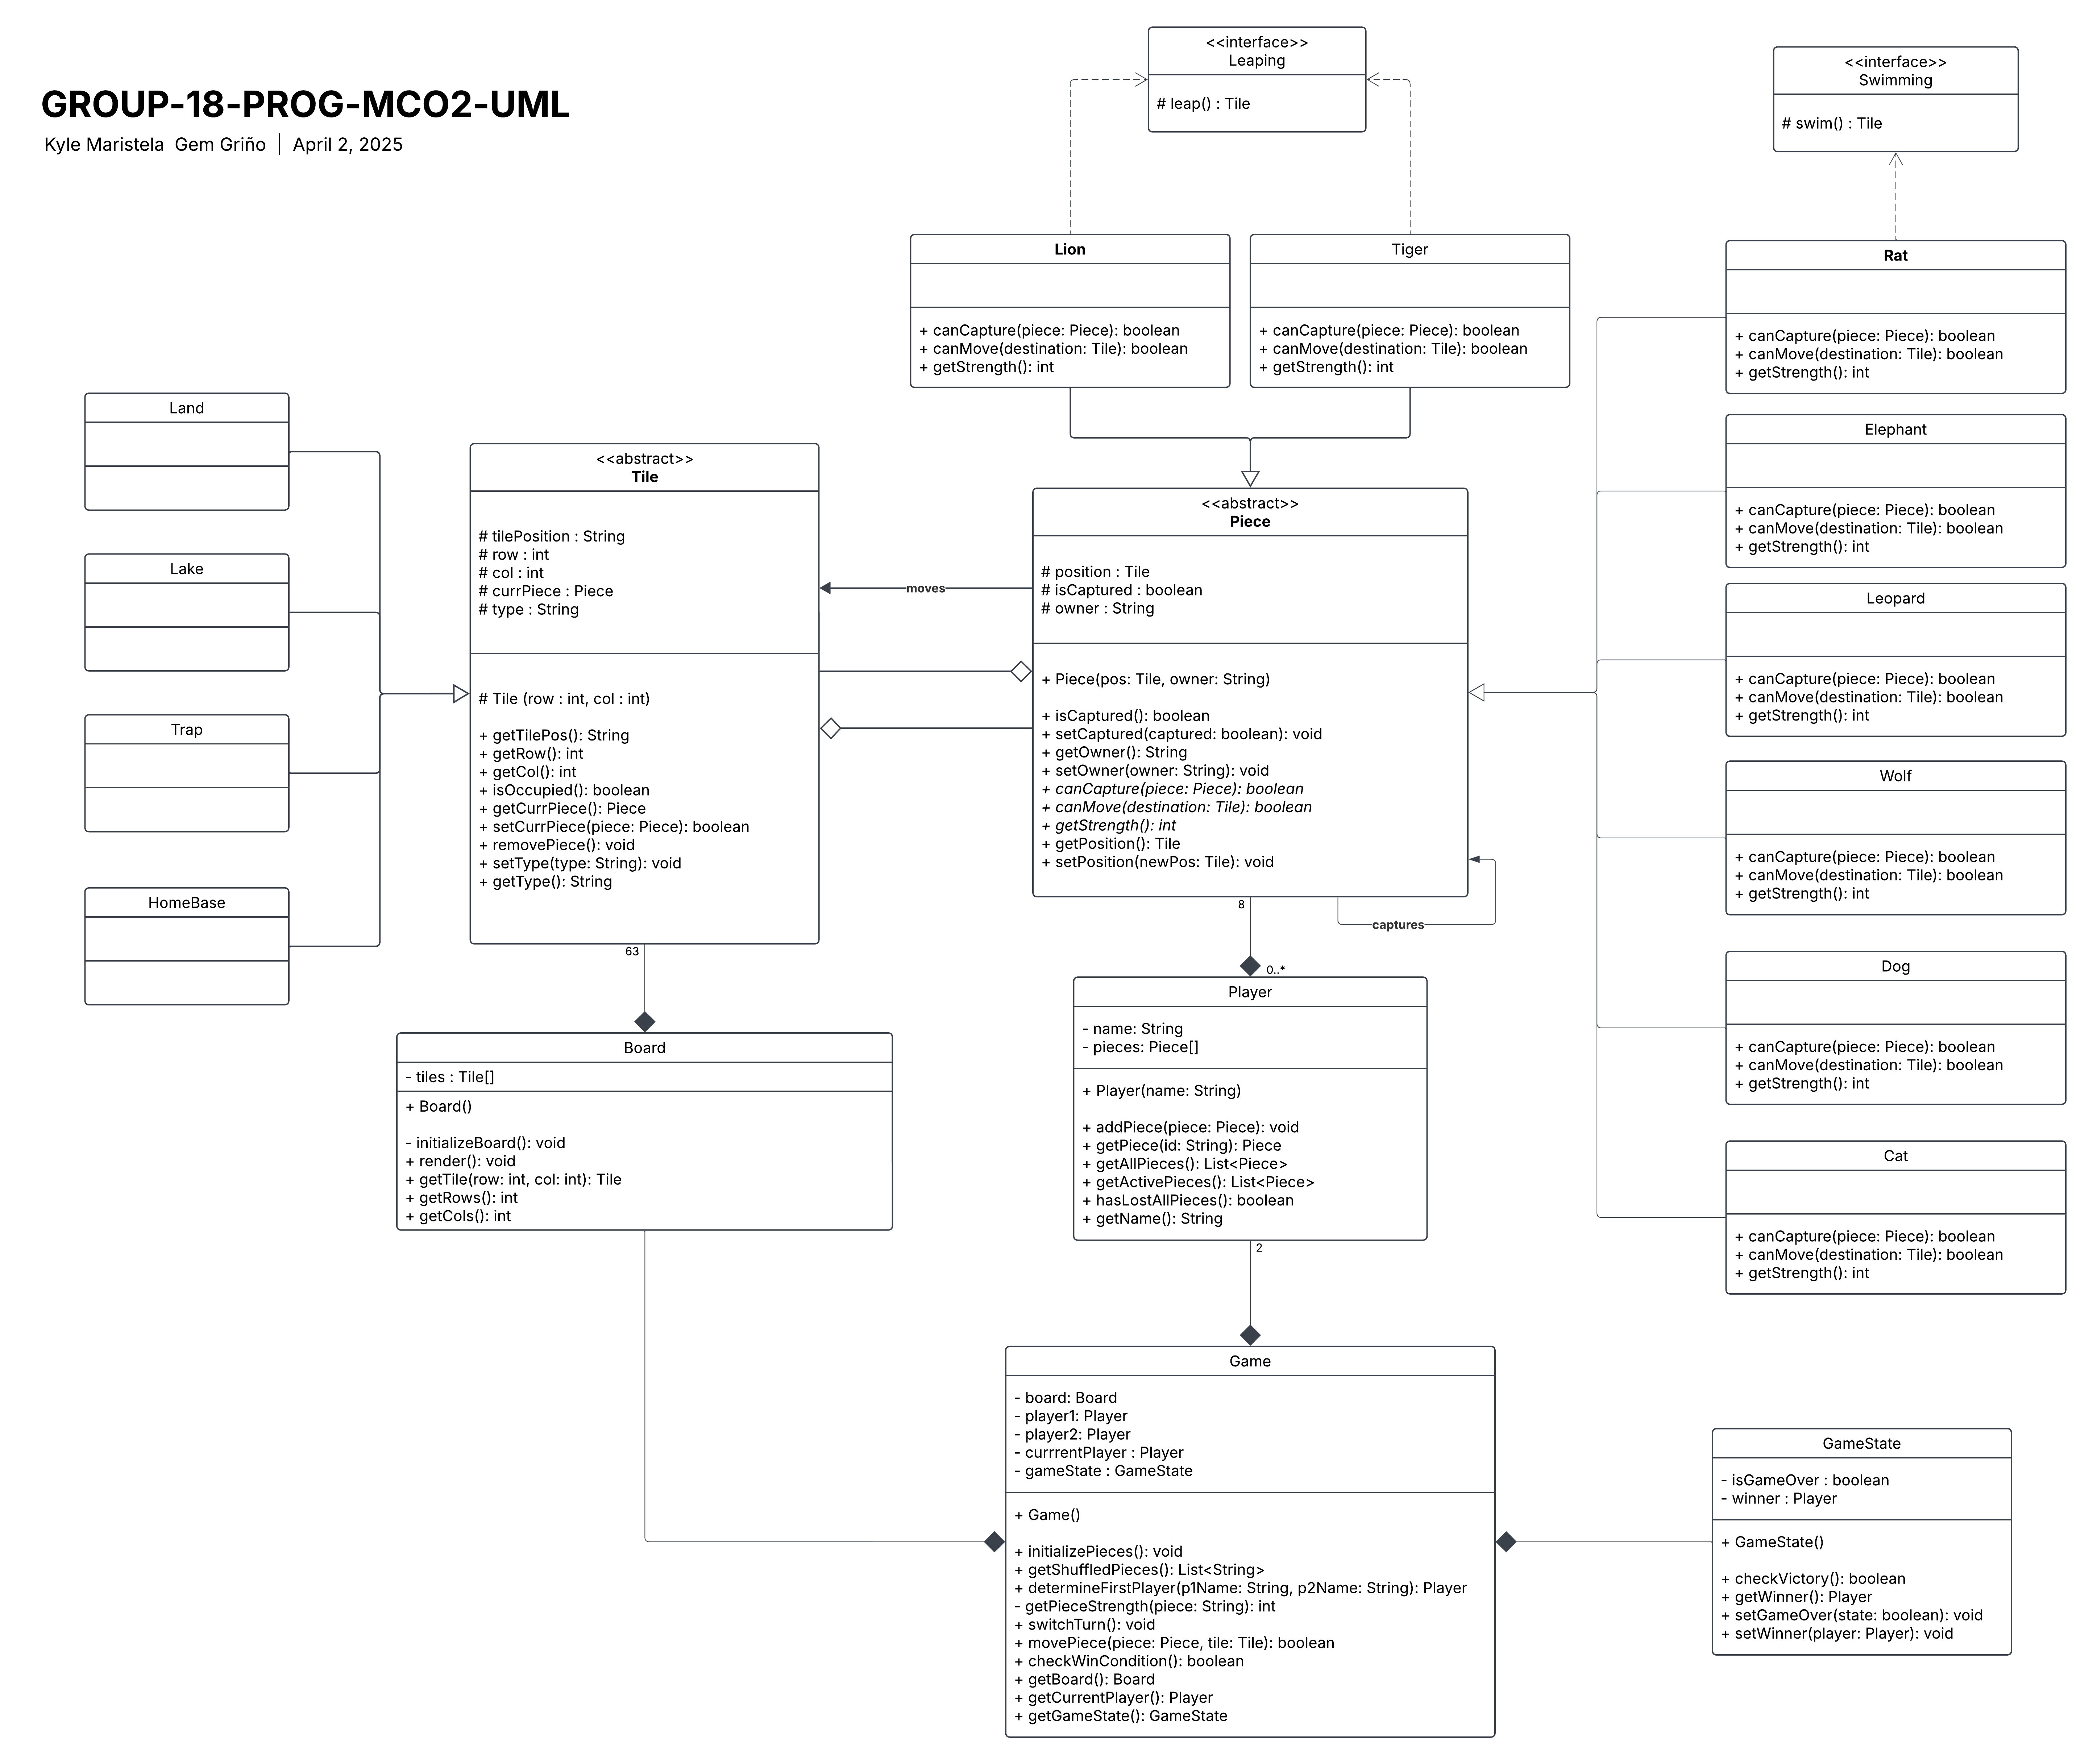 GROUP-18-PROG-MCO2-UML
Kyle Maristela  Gem Griño  |  April 2, 2025
<<interface>>
Leaping
# leap() : Tile
<<interface>>
Swimming
# swim() : Tile
Lion
+ canCapture(piece: Piece): boolean
+ canMove(destination: Tile): boolean
+ getStrength(): int
Tiger
+ canCapture(piece: Piece): boolean
+ canMove(destination: Tile): boolean
+ getStrength(): int
Rat
+ canCapture(piece: Piece): boolean
+ canMove(destination: Tile): boolean
+ getStrength(): int
Elephant
+ canCapture(piece: Piece): boolean
+ canMove(destination: Tile): boolean
+ getStrength(): int
Leopard
+ canCapture(piece: Piece): boolean
+ canMove(destination: Tile): boolean
+ getStrength(): int
Wolf
+ canCapture(piece: Piece): boolean
+ canMove(destination: Tile): boolean
+ getStrength(): int
Dog
+ canCapture(piece: Piece): boolean
+ canMove(destination: Tile): boolean
+ getStrength(): int
Cat
+ canCapture(piece: Piece): boolean
+ canMove(destination: Tile): boolean
+ getStrength(): int
Land
Lake
Trap
HomeBase
<<abstract>>
Tile
# tilePosition : String
# row : int
# col : int
# currPiece : Piece
# type : String
# Tile (row : int, col : int)
+ getTilePos(): String
+ getRow(): int
+ getCol(): int
+ isOccupied(): boolean
+ getCurrPiece(): Piece
+ setCurrPiece(piece: Piece): boolean
+ removePiece(): void
+ setType(type: String): void
+ getType(): String
63
moves
<<abstract>>
Piece
# position : Tile
# isCaptured : boolean
# owner : String
+ Piece(pos: Tile, owner: String)
+ isCaptured(): boolean
+ setCaptured(captured: boolean): void
+ getOwner(): String
+ setOwner(owner: String): void
+ canCapture(piece: Piece): boolean
+ canMove(destination: Tile): boolean
+ getStrength(): int
+ getPosition(): Tile
+ setPosition(newPos: Tile): void
8
captures
0..*
Player
- name: String
- pieces: Piece[]
+ Player(name: String)
+ addPiece(piece: Piece): void
+ getPiece(id: String): Piece
+ getAllPieces(): List<Piece>
+ getActivePieces(): List<Piece>
+ hasLostAllPieces(): boolean
+ getName(): String
2
Board
- tiles : Tile[]
+ Board()
- initializeBoard(): void
+ render(): void
+ getTile(row: int, col: int): Tile
+ getRows(): int
+ getCols(): int
Game
- board: Board
- player1: Player
- player2: Player
- currrentPlayer : Player
- gameState : GameState
+ Game()
+ initializePieces(): void
+ getShuffledPieces(): List<String>
+ determineFirstPlayer(p1Name: String, p2Name: String): Player
- getPieceStrength(piece: String): int
+ switchTurn(): void
+ movePiece(piece: Piece, tile: Tile): boolean
+ checkWinCondition(): boolean
+ getBoard(): Board
+ getCurrentPlayer(): Player
+ getGameState(): GameState
GameState
- isGameOver : boolean
- winner : Player
+ GameState()
+ checkVictory(): boolean
+ getWinner(): Player
+ setGameOver(state: boolean): void
+ setWinner(player: Player): void